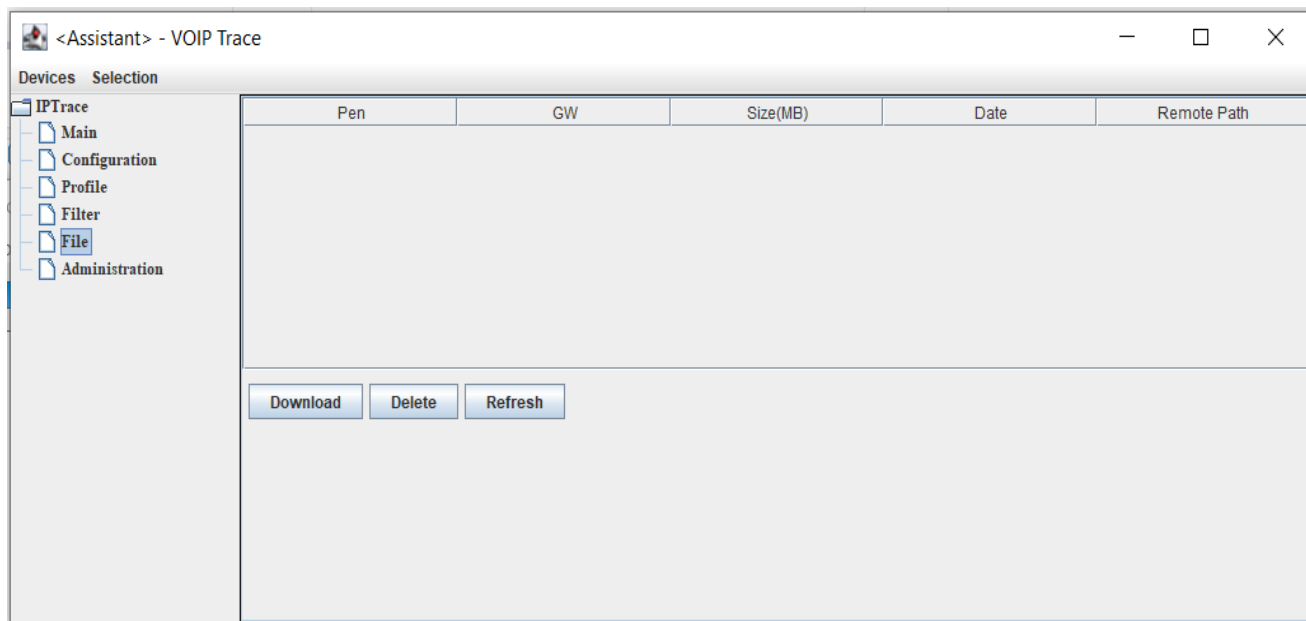 <Assistant> - VOIP Trace
Devices Selection
IPTrace
Main
Configuration
Profile
Filter
File
Administration
Pen GW Size(MB) Date Remote Path
Download Delete Refresh